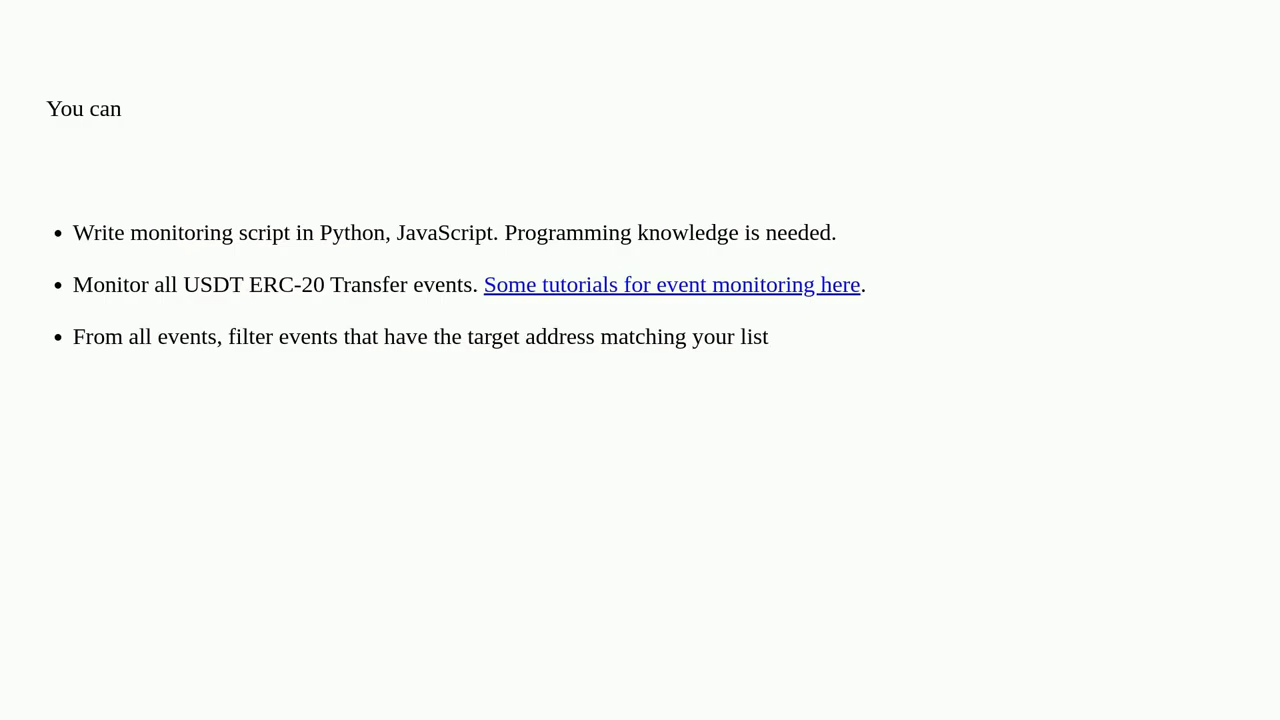 You can
• Write monitoring script in Python, JavaScript. Programming knowledge is needed.
• Monitor all USDT ERC-20 Transfer events. Some tutorials for event monitoring here.
• From all events, filter events that have the target address matching your list